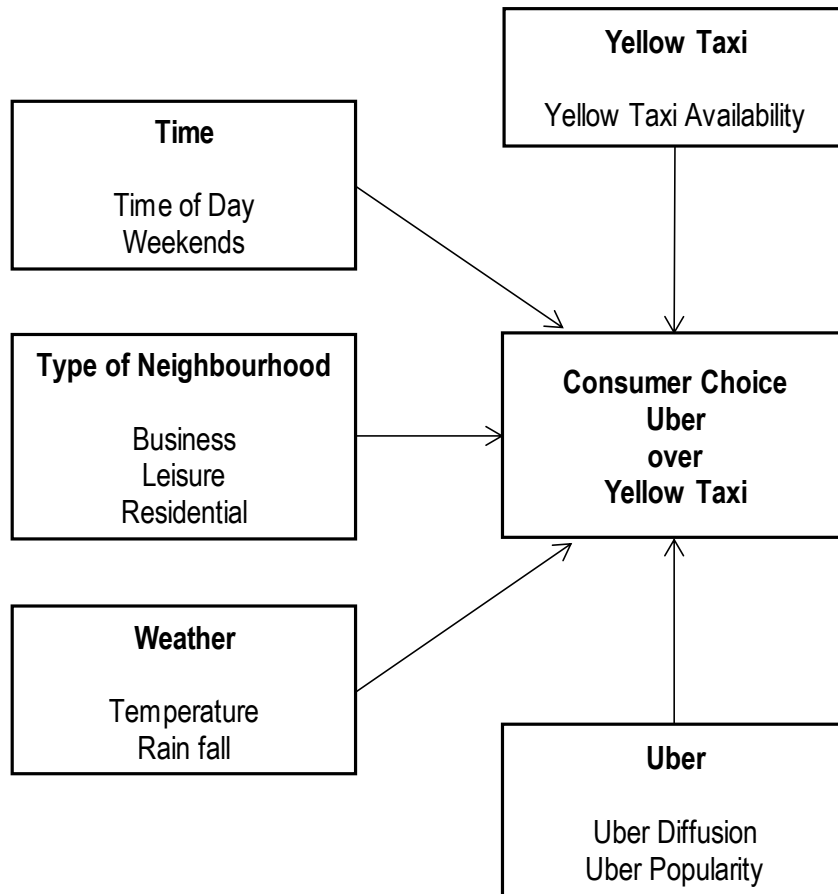 Yellow Taxi
Yellow Taxi Availability
Time
Time of Day
Weekends
Type of Neighbourhood
Business
Leisure
Residential
Consumer Choice
Uber
over
Yellow Taxi
Weather
Temperature
Rain fall
Uber
Uber Diffusion
Uber Popularity